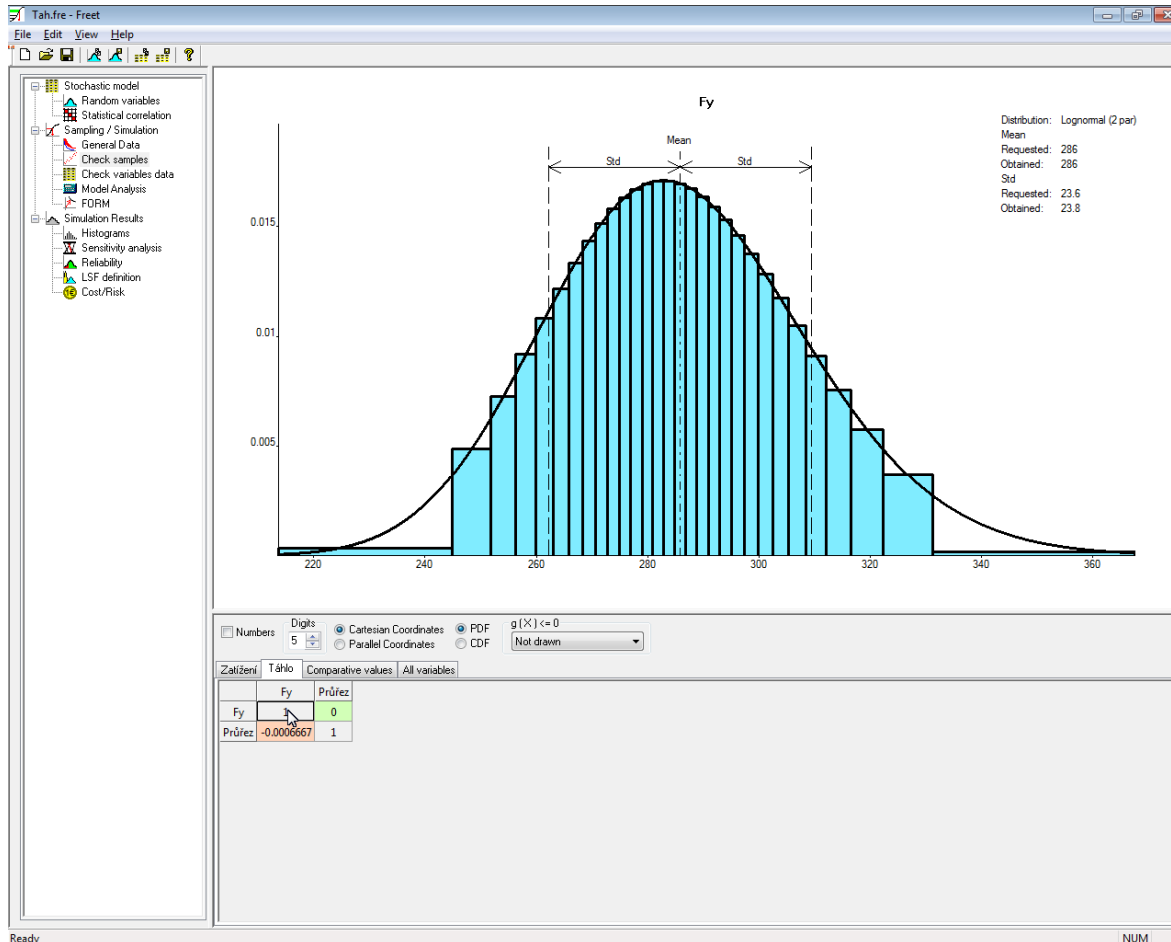 Tah.fre - Freet
File Edit View Help
Stochastic model
Random variables
Statistical correlation
Sampling / Simulation
General Data
Check samples
Check variables data
Model Analysis
FORM
Simulation Results
Histograms
Sensitivity analysis
Reliability
LSF definition
Cost/Risk
Fy
Mean
Std Std
0.015
0.01
0.005
220 240 260 280 300 320 340 360
Distribution: Lognormal (2 par)
Mean
Requested: 286
Obtained: 286
Std
Requested: 23.6
Obtained: 23.8
Numbers
Digits
5
Cartesian Coordinates
Parallel Coordinates
PDF
CDF
g (X) <= 0
Not drawn
Zatížení Táhlo Comparative values All variables
Fy Průřez
Fy 1 0
Průřez -0.0006667 1
Ready NUM